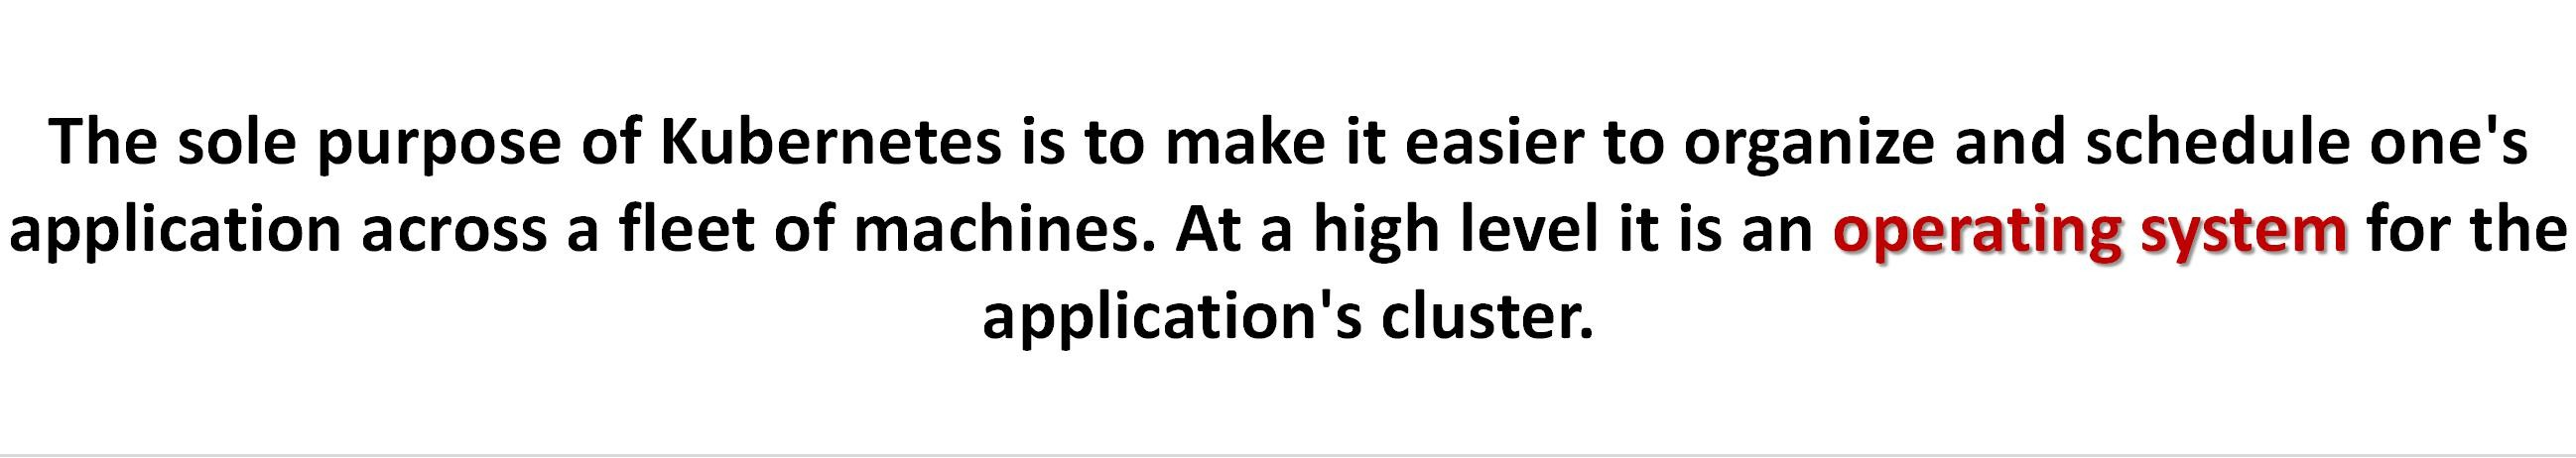 The sole purpose of Kubernetes is to make it easier to organize and schedule one's
application across a fleet of machines. At a high level it is an operating system for the
application's cluster.